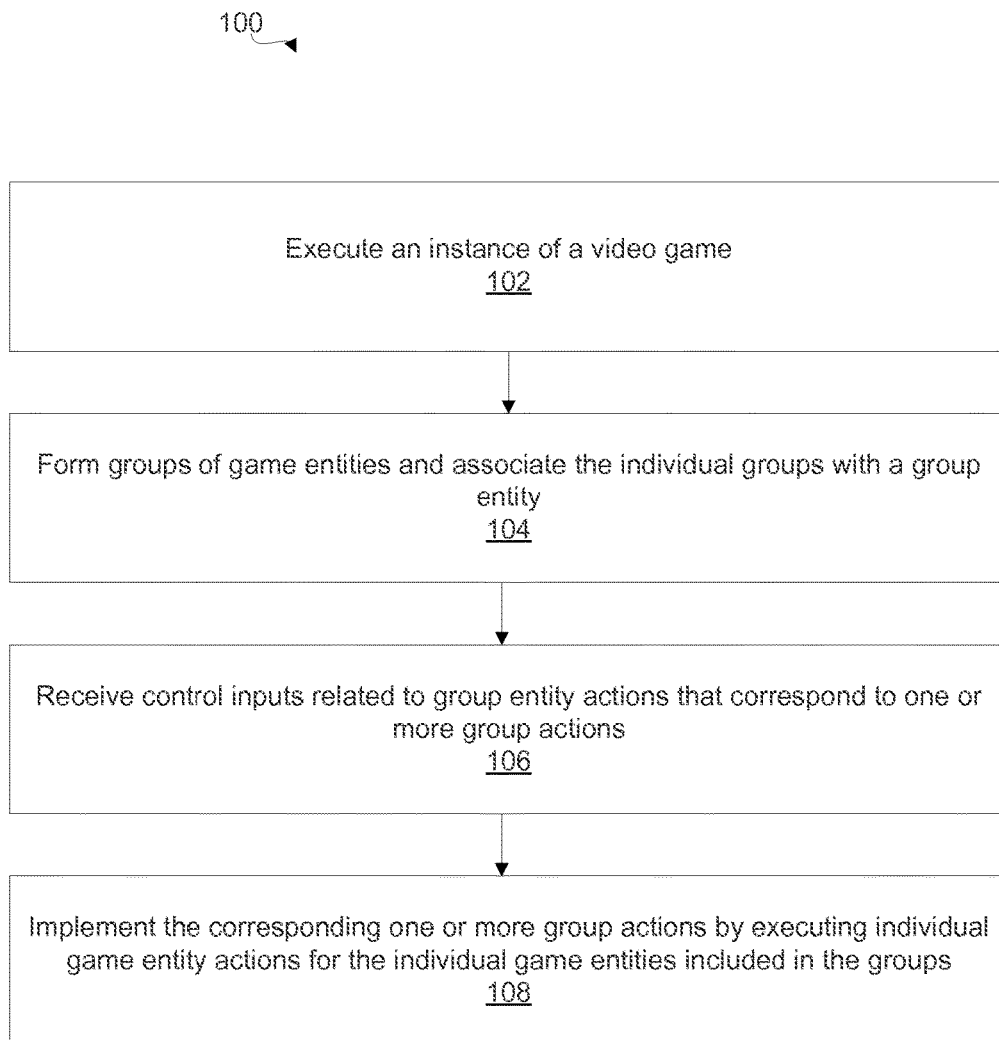 100
Execute an instance of a video game
102
Form groups of game entities and associate the individual groups with a group
entity
104
Receive control inputs related to group entity actions that correspond to one or
more group actions
106
Implement the corresponding one or more group actions by executing individual
game entity actions for the individual game entities included in the groups
108